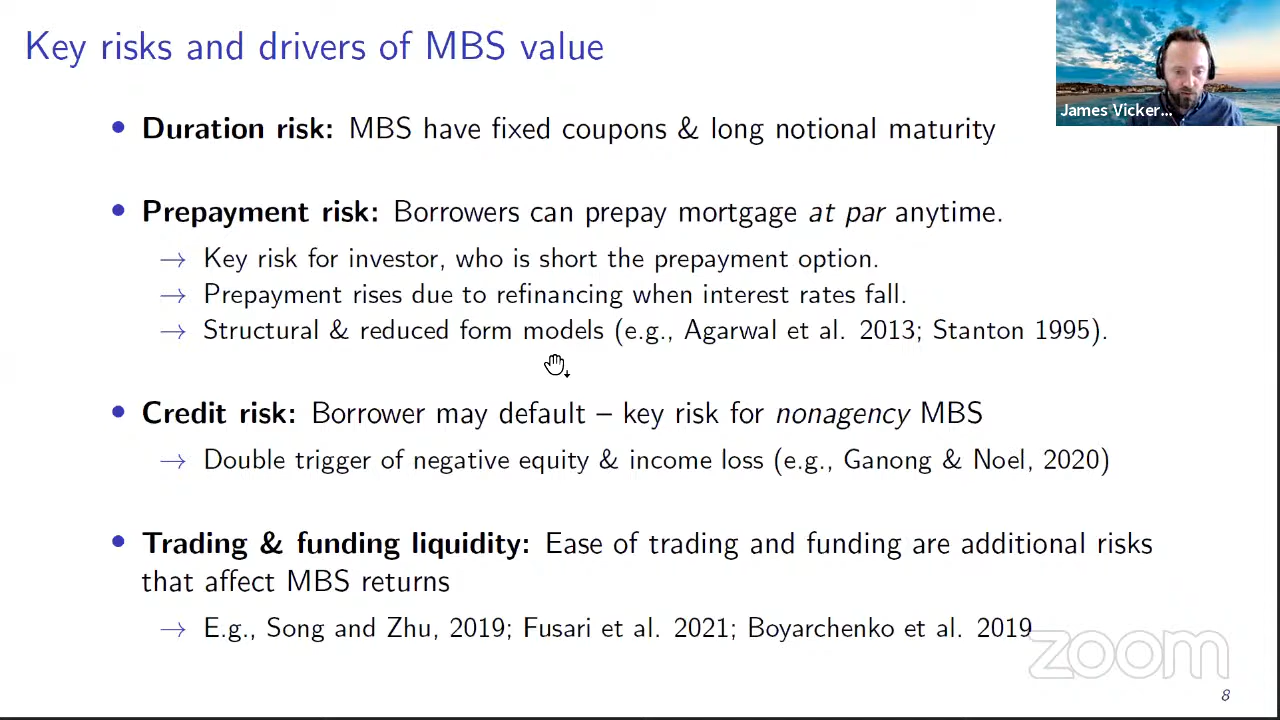 Key risks and drivers of MBS value
James Vicker...
• Duration risk: MBS have fixed coupons & long notional maturity
• Prepayment risk: Borrowers can prepay mortgage at par anytime.
→ Key risk for investor, who is short the prepayment option.
→ Prepayment rises due to refinancing when interest rates fall.
→ Structural & reduced form models (e.g., Agarwal et al. 2013; Stanton 1995).
• Credit risk: Borrower may default – key risk for nonagency MBS
→ Double trigger of negative equity & income loss (e.g., Ganong & Noel, 2020)
• Trading & funding liquidity: Ease of trading and funding are additional risks
that affect MBS returns
→ E.g., Song and Zhu, 2019; Fusari et al. 2021; Boyarchenko et al. 2019
zoom
8